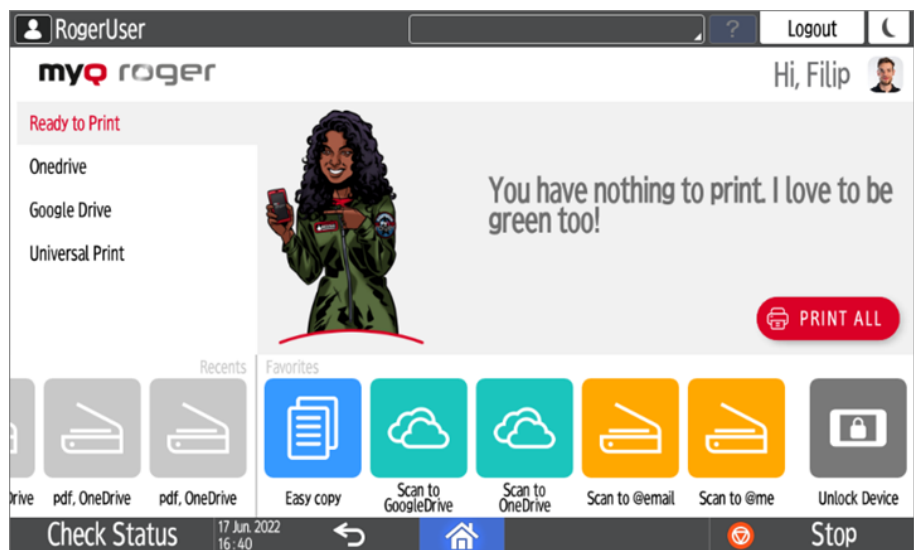 RogerUser
?
Logout
myQ roger
Hi, Filip
Ready to Print
Onedrive
Google Drive
Universal Print
You have nothing to print. I love to be
green too!
PRINT ALL
Recents
Favorites
Drive
pdf, OneDrive
pdf, OneDrive
Easy copy
Scan to
GoogleDrive
Scan to
OneDrive
Scan to @email
Scan to @me
Unlock Device
Check Status
17 Jun. 2022
16:40
Stop